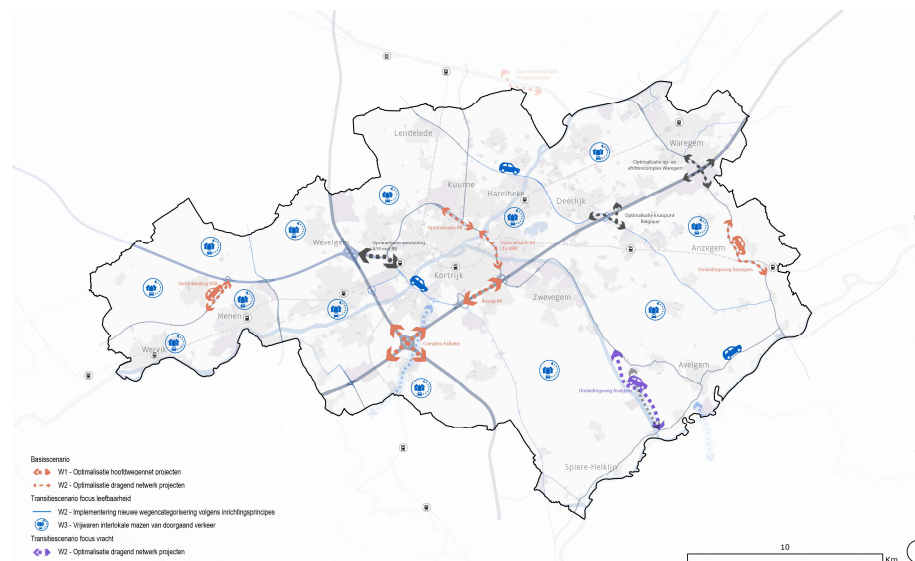 Lendelede
Waregem
Optimalisatie op- en
afrittencomplex Waregem
Kuurne
Harelbeke
Deerlijk
Optimalisatie kruispunt
Belgique
Optimalisatie R8
Wevelgem
Anzegem
Omleidingsweg Anzegem
Kortrijk
Zwevegem
Knoop R8
Menen
Complex Aalbeke
Wervik
Avelgem
Omleidingsweg Avelgem
Spiere-Helkijn
Basisscenario
W1 - Optimalisatie hoofdwegennet projecten
W2 - Optimalisatie dragend netwerk projecten
Transitiescenario focus leefbaarheid
W2 - Implementering nieuwe wegencategorisering volgens inrichtingsprincipes
W3 - Vrijwaren interlokale mazen van doorgaand verkeer
Transitiescenario focus vracht
W2 - Optimalisatie dragend netwerk projecten
10
Km